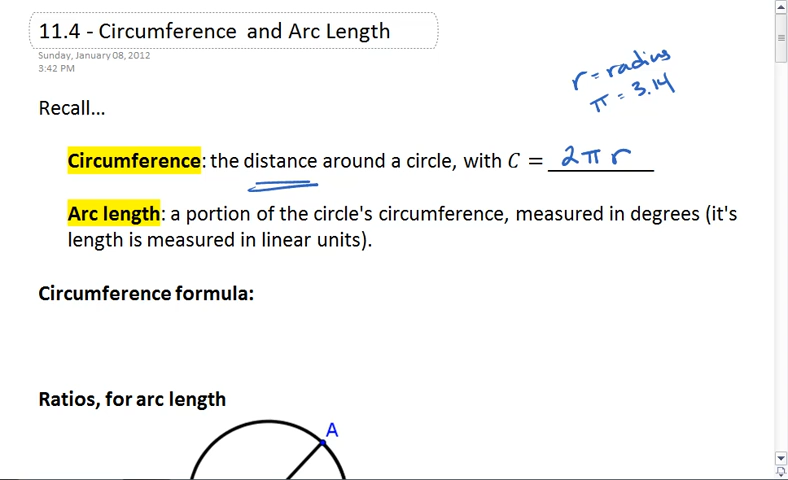 11.4 - Circumference and Arc Length
Sunday, January 08, 2012
3:42 PM
r = radius
π = 3.14
Recall...
Circumference: the distance around a circle, with C = 2πr
Arc length: a portion of the circle's circumference, measured in degrees (it's
length is measured in linear units).
Circumference formula:
Ratios, for arc length
A